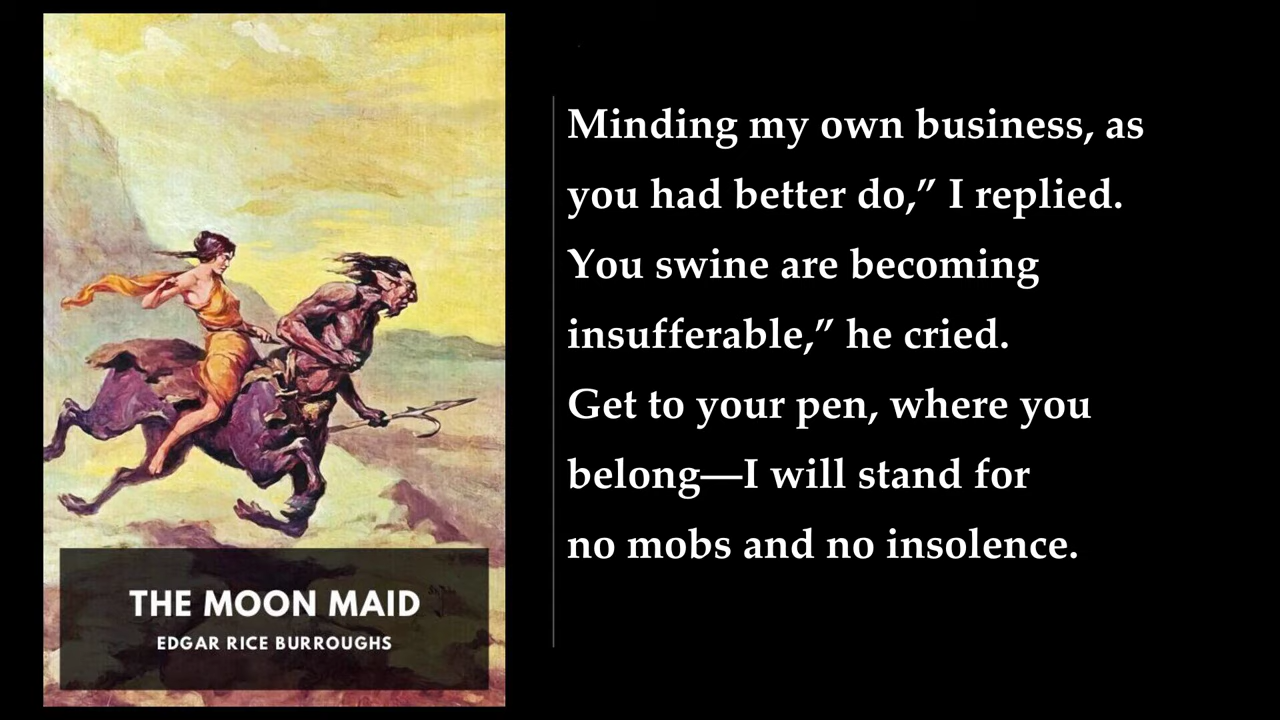 THE MOON MAID
EDGAR RICE BURROUGHS
Minding my own business, as
you had better do,” I replied.
You swine are becoming
insufferable,” he cried.
Get to your pen, where you
belong—I will stand for
no mobs and no insolence.